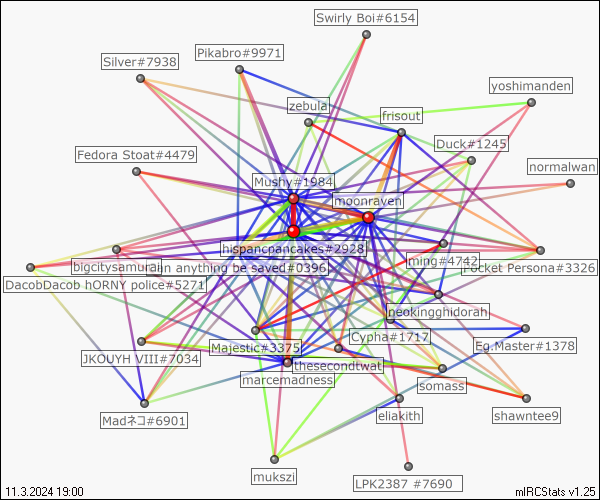 Swirly Boi#6154
Pikabro#9971
Silver#7938
yoshimanden
zebula
frisout
Duck#1245
Fedora Stoat#4479
normalwan
Mushy#1984
moonraven
hispancpancakes#2928
ming#4742
bigcitysamurai
an anything be saved#0396
Pocket Persona#3326
DacobDacob hORNY police#5271
peokingghidorah
Cypha#1717
Majestic#3375
Eg.Master#1378
JKOUYH VIII#7034
thesecondtwat
marcemadness
somass
Madネコ#6901
eliakith
shawntee9
mukszi
LPK2387 #7690
11.3.2024 19:00
mIRCStats v1.25